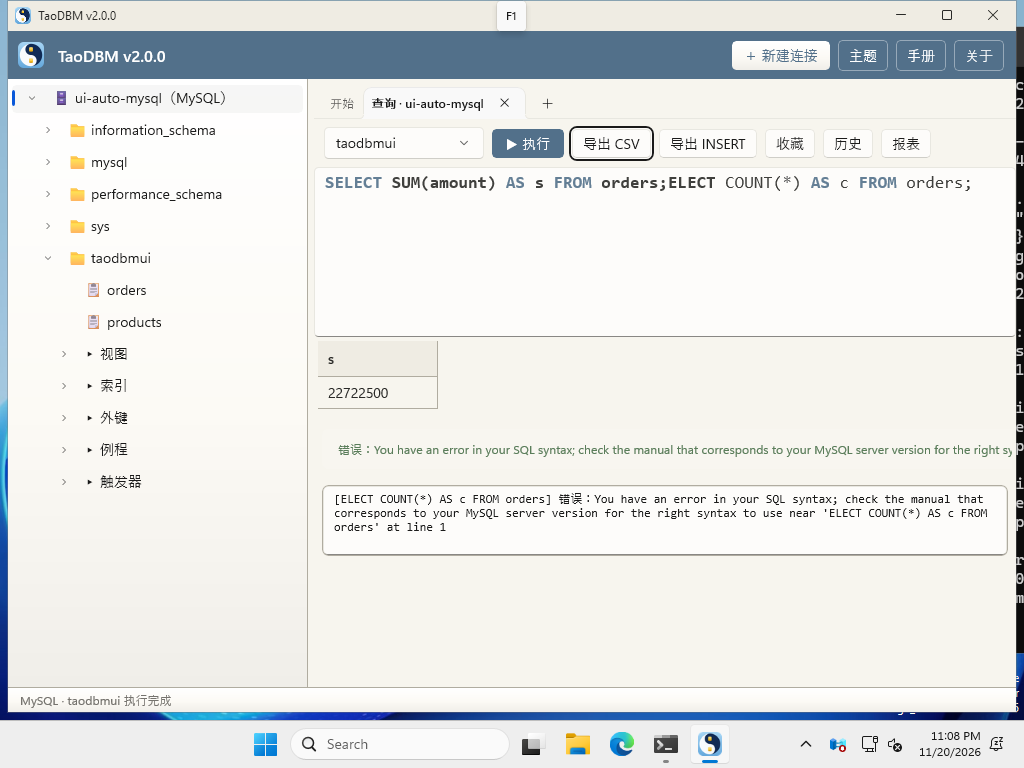 TaoDBM v2.0.0
F1
TaoDBM v2.0.0
+ 新建连接
主题
手册
关于
ui-auto-mysql（MySQL）
information_schema
mysql
performance_schema
sys
taodbmui
orders
products
视图
索引
外键
例程
触发器
开始
查询 · ui-auto-mysql
taodbmui
执行
导出 CSV
导出 INSERT
收藏
历史
报表
SELECT SUM(amount) AS s FROM orders;ELECT COUNT(*) AS c FROM orders;
s
22722500
错误：You have an error in your SQL syntax; check the manual that corresponds to your MySQL server version for the right sy
[ELECT COUNT(*) AS c FROM orders] 错误：You have an error in your SQL syntax; check the manual that
corresponds to your MySQL server version for the right syntax to use near 'ELECT COUNT(*) AS c FROM
orders' at line 1
MySQL · taodbmui 执行完成
Search
11:08 PM
11/20/2026